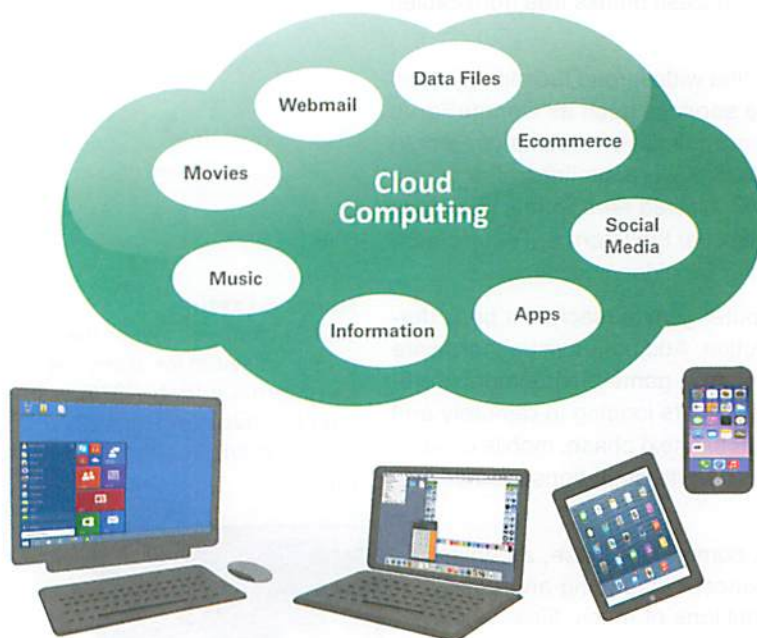 Data Files
Webmail
Ecommerce
Movies
Cloud
Computing
Social
Media
Music
Apps
Information